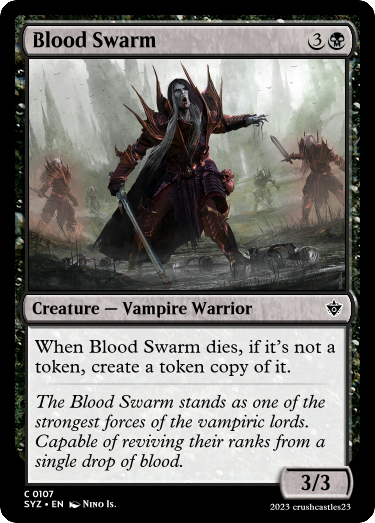 Blood Swarm 3
Creature — Vampire Warrior
When Blood Swarm dies, if it's not a
token, create a token copy of it.
The Blood Swarm stands as one of the
strongest forces of the vampiric lords.
Capable of reviving their ranks from a
single drop of blood.
3/3
C 0107
SYZ • EN Nino Is.
2023 crushcastles23